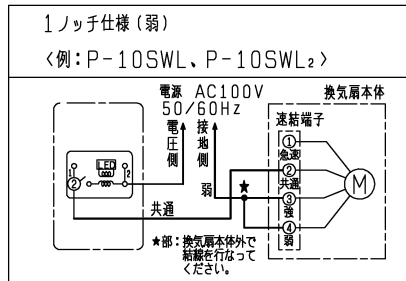 1ノッチ仕様(弱)
〈例:P-10SWL、P-10SWL₂〉
電源 AC100V
50/60Hz
電圧側
接地側
換気扇本体
速結端子
①
急速
②
共通
③
強
④
弱
M
LED
1
2
②
弱
★
共通
★部:換気扇本体外で
結線を行なって
ください。